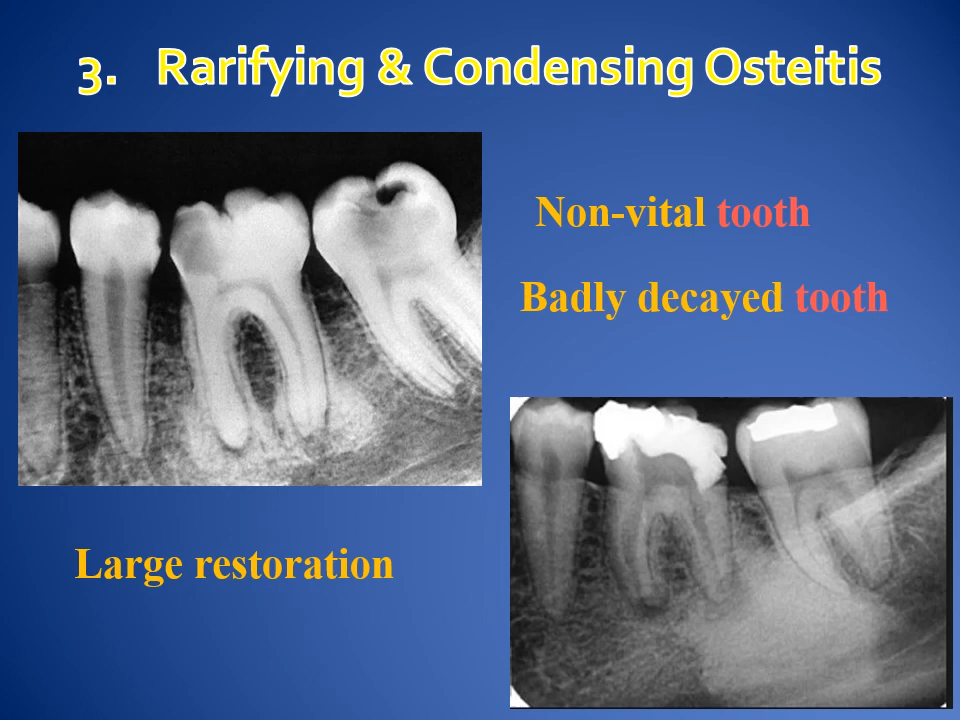 3. Rarifying & Condensing Osteitis
Non-vital tooth
Badly decayed tooth
Large restoration